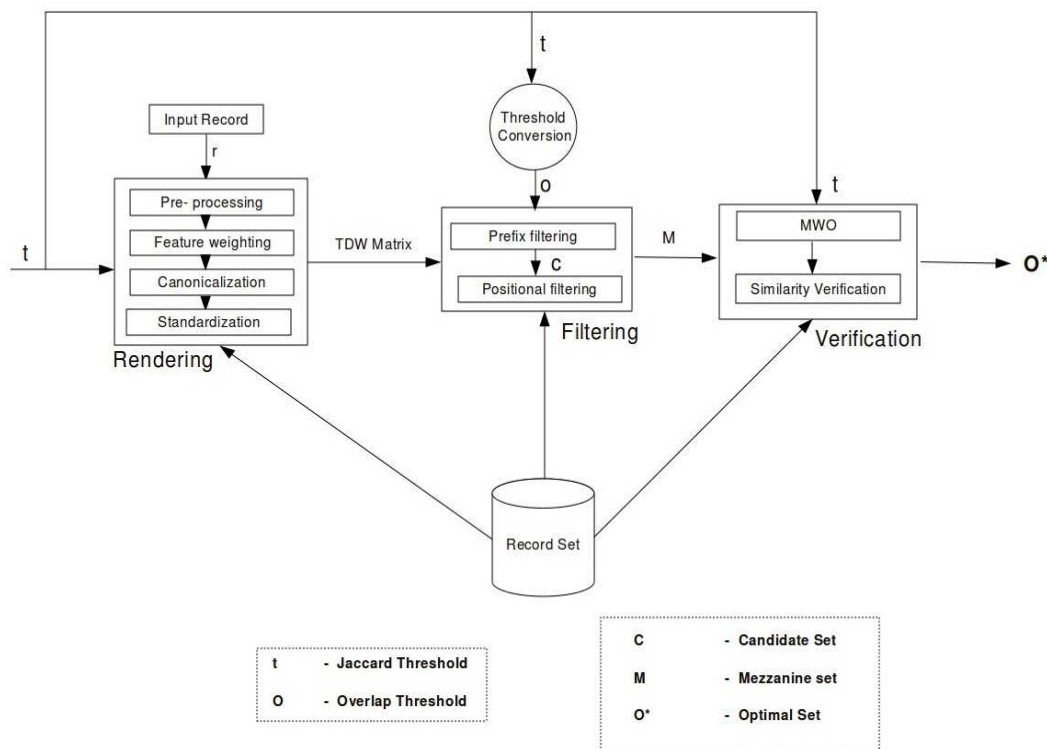 t
Input Record
r
Threshold
Conversion
o
t
Pre- processing
Feature weighting
Canonicalization
Standardization
Rendering
t
TDW Matrix
Prefix filtering
C
Positional filtering
Filtering
M
MWO
Similarity Verification
Verification
O*
Record Set
t - Jaccard Threshold
O - Overlap Threshold
C - Candidate Set
M - Mezzanine set
O* - Optimal Set